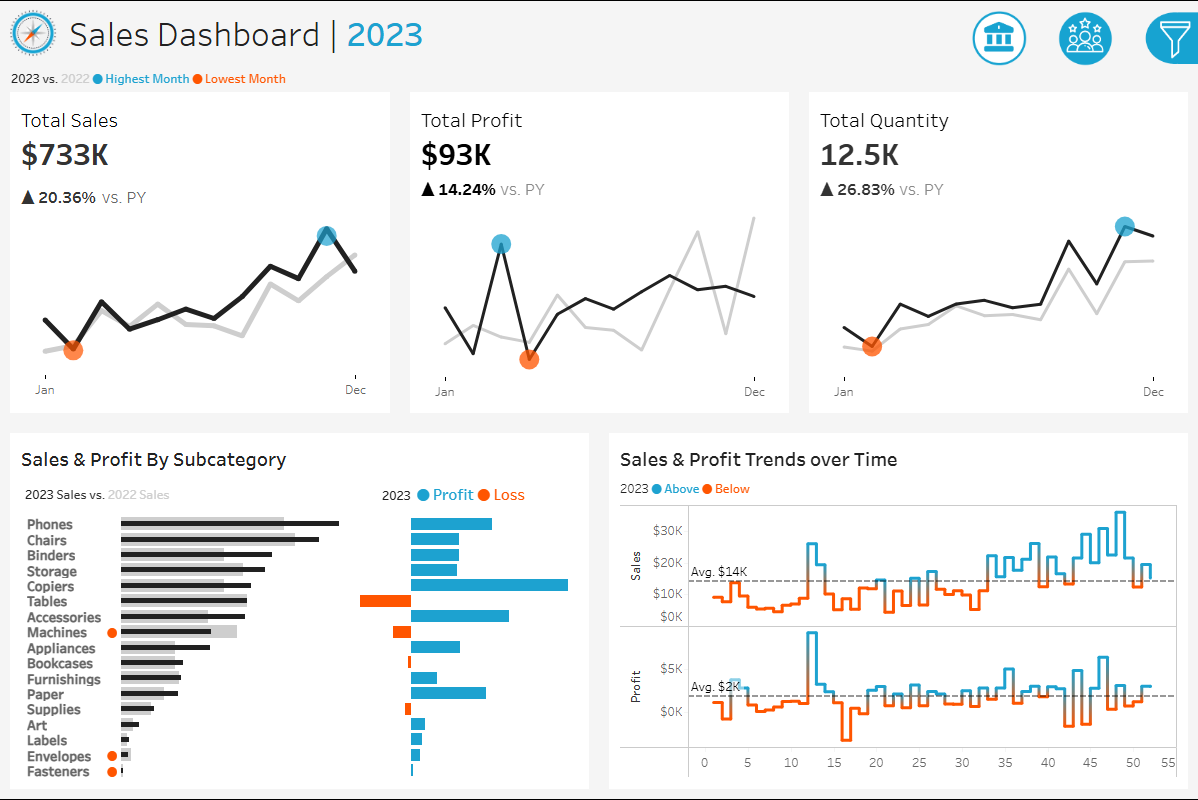 Sales Dashboard | 2023
2023 vs. 2022 Highest Month Lowest Month
Total Sales
$733K
▲ 20.36% vs. PY
Jan Dec
Total Profit
$93K
▲ 14.24% vs. PY
Jan Dec
Total Quantity
12.5K
▲ 26.83% vs. PY
Jan Dec
Sales & Profit By Subcategory
2023 Sales vs. 2022 Sales
2023 Profit Loss
Phones
Chairs
Binders
Storage
Copiers
Tables
Accessories
Machines
Appliances
Bookcases
Furnishings
Paper
Supplies
Art
Labels
Envelopes
Fasteners
Sales & Profit Trends over Time
2023 Above Below
Sales
$30K
$20K
$10K
$0K
Avg. $14K
Profit
$5K
$0K
Avg. $2K
0 5 10 15 20 25 30 35 40 45 50 55